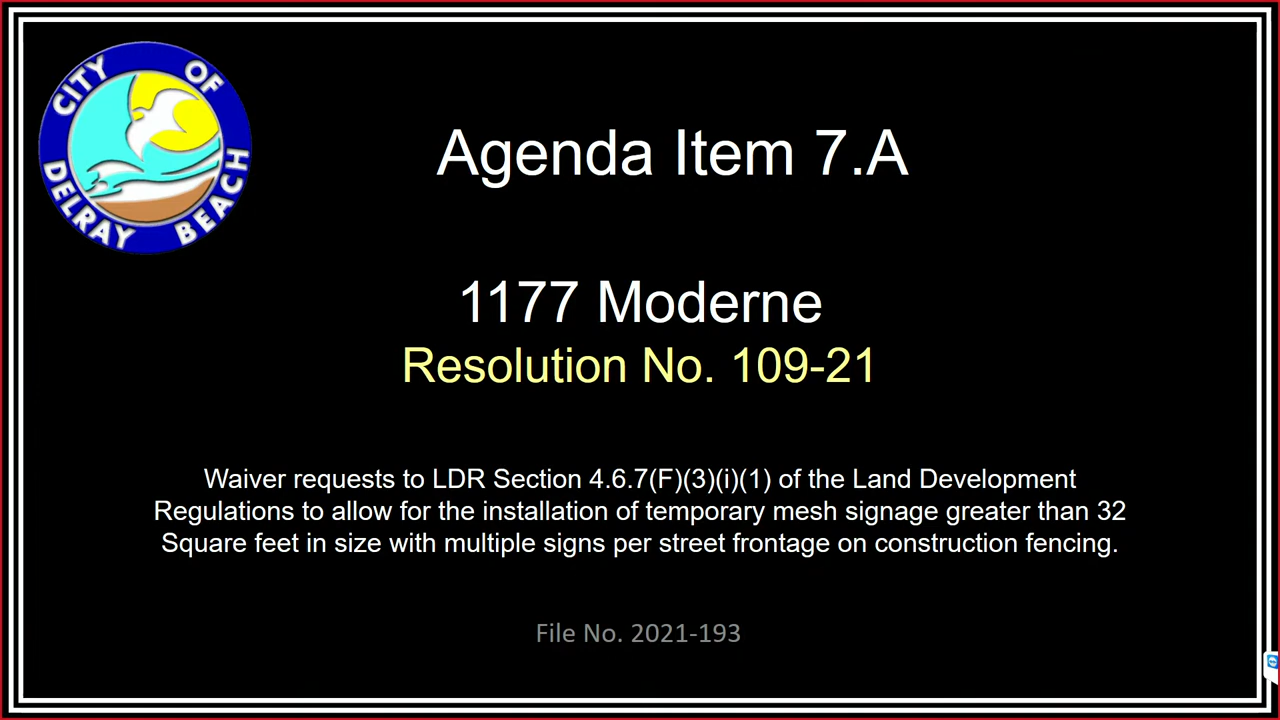 CITY OF
DELRAY BEACH
Agenda Item 7.A
1177 Moderne
Resolution No. 109-21
Waiver requests to LDR Section 4.6.7(F)(3)(i)(1) of the Land Development
Regulations to allow for the installation of temporary mesh signage greater than 32
Square feet in size with multiple signs per street frontage on construction fencing.
File No. 2021-193